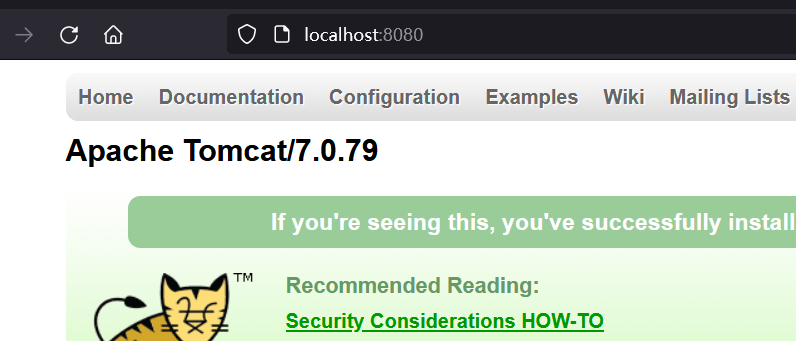 localhost:8080
Home Documentation Configuration Examples Wiki Mailing Lists
Apache Tomcat/7.0.79
If you're seeing this, you've successfully install
TM
Recommended Reading:
Security Considerations HOW-TO